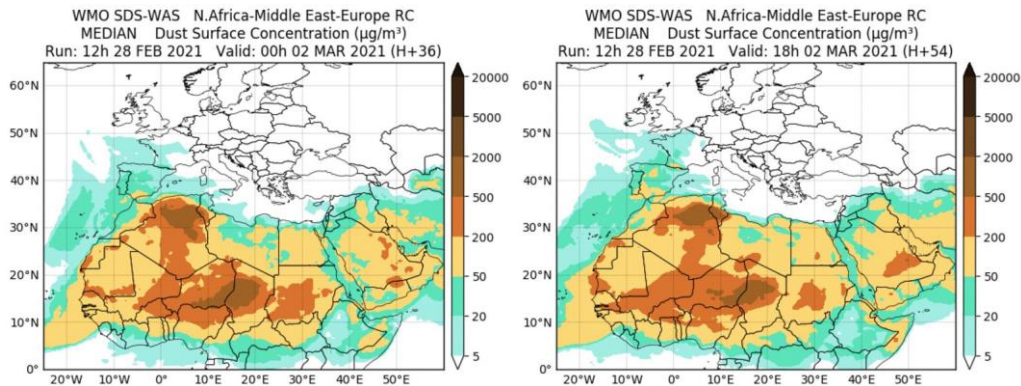 WMO SDS-WAS N.Africa-Middle East-Europe RC
MEDIAN Dust Surface Concentration (µg/m³)
Run: 12h 28 FEB 2021 Valid: 00h 02 MAR 2021 (H+36)
60°N
50°N
40°N
30°N
20°N
10°N
0°
20°W
10°W
0°
10°E
20°E
30°E
40°E
50°E
20000
5000
2000
500
200
50
20
5
WMO SDS-WAS N.Africa-Middle East-Europe RC
MEDIAN Dust Surface Concentration (µg/m³)
Run: 12h 28 FEB 2021 Valid: 18h 02 MAR 2021 (H+54)
60°N
50°N
40°N
30°N
20°N
10°N
0°
20°W
10°W
0°
10°E
20°E
30°E
40°E
50°E
20000
5000
2000
500
200
50
20
5